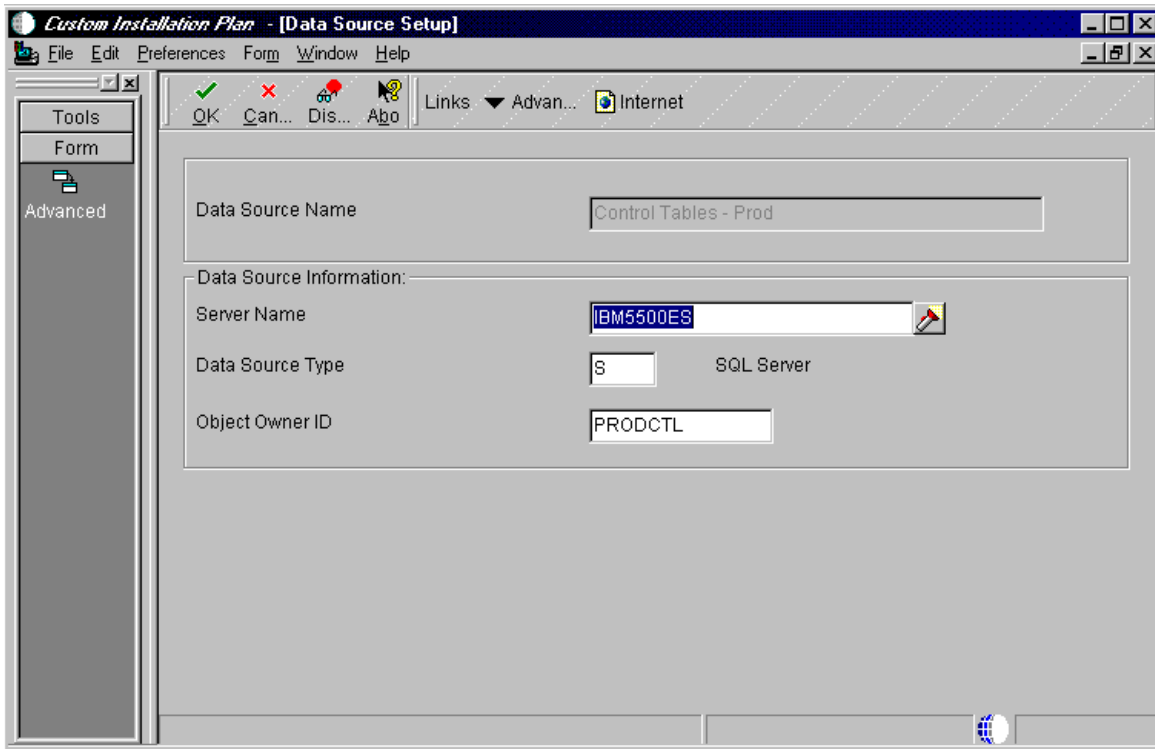 Custom Installation Plan - [Data Source Setup]
File Edit Preferences Form Window Help
Tools
Form
Advanced
OK Can... Dis... Abo Links Advan... Internet
Data Source Name Control Tables - Prod
Data Source Information:
Server Name IBM5500ES
Data Source Type S SQL Server
Object Owner ID PRODCTL